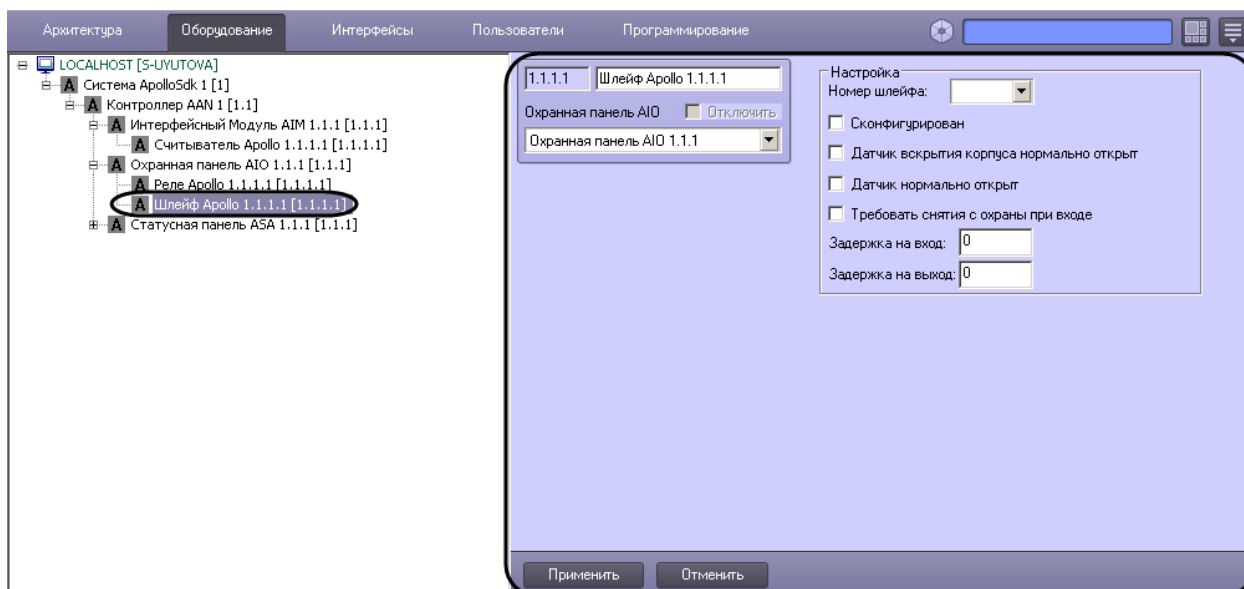 Архитектура Оборудование Интерфейсы Пользователи Программирование
LOCALHOST [S-UYUTOVA]
Система ApolloSdk 1 [1]
Контроллер AAN 1 [1.1]
Интерфейсный Модуль AIM 1.1.1 [1.1.1]
Считыватель Apollo 1.1.1.1 [1.1.1.1]
Охранная панель AIO 1.1.1 [1.1.1]
Реле Apollo 1.1.1.1 [1.1.1.1]
Шлейф Apollo 1.1.1.1 [1.1.1.1]
Статусная панель ASA 1.1.1 [1.1.1]
1.1.1.1 Шлейф Apollo 1.1.1.1
Охранная панель AIO Отключить
Охранная панель AIO 1.1.1
Настройка
Номер шлейфа:
Сконфигурирован
Датчик вскрытия корпуса нормально открыт
Датчик нормально открыт
Требовать снятия с охраны при входе
Задержка на вход: 0
Задержка на выход: 0
Применить Отменить